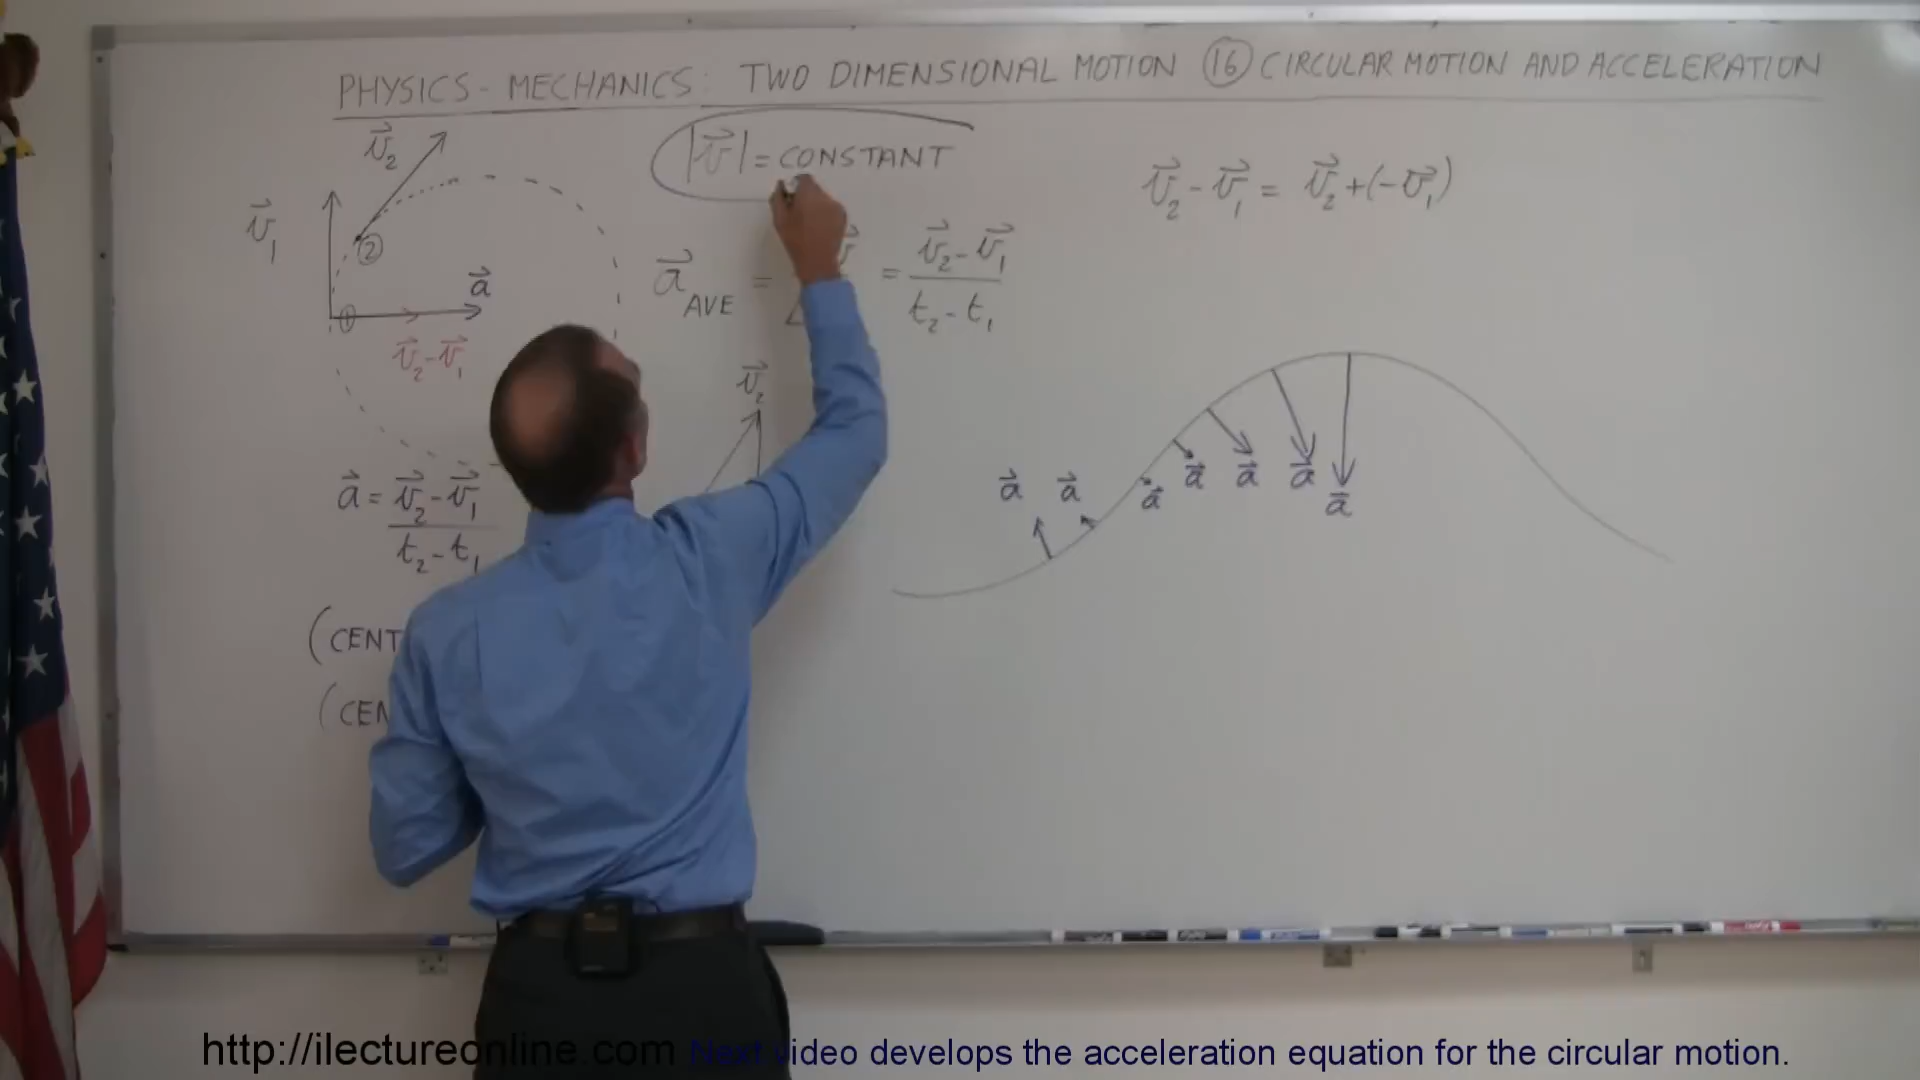 PHYSICS - MECHANICS: TWO DIMENSIONAL MOTION (16) CIRCULAR MOTION AND ACCELERATION
v⃗₂
|v⃗| = CONSTANT
v⃗₂ - v⃗₁ = v⃗₂ + (-v⃗₁)
v⃗₁
②
a⃗
①
v⃗₂ - v⃗₁
a⃗ AVE = = v⃗₂ - v⃗₁ / t₂ - t₁
v⃗₂
a⃗ a⃗ a⃗ a⃗ a⃗ a⃗ a⃗
a⃗ = v⃗₂ - v⃗₁ / t₂ - t₁
(CENT
(CEN
http://ilectureonline.com Next video develops the acceleration equation for the circular motion.